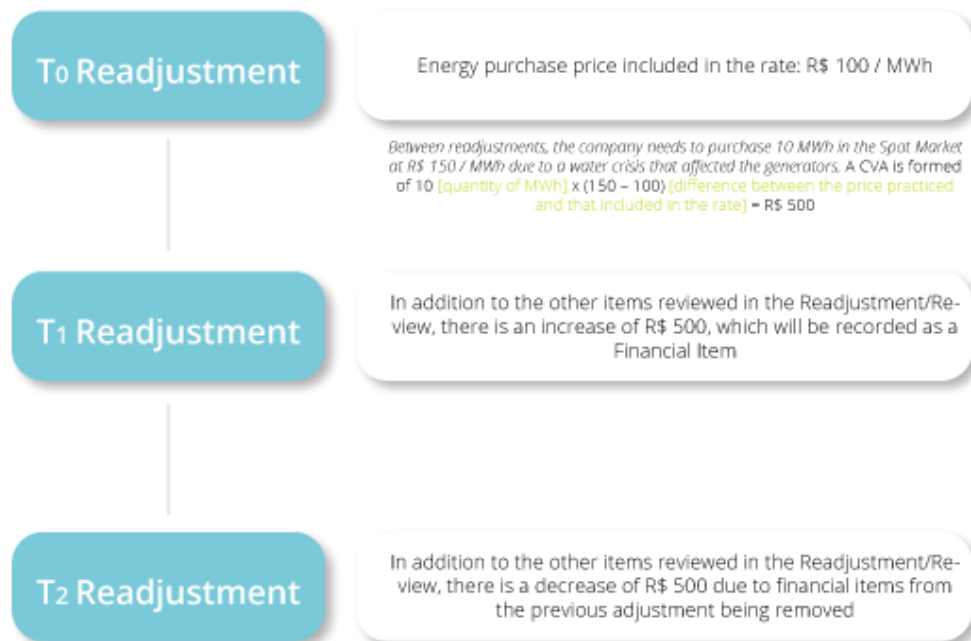 T0 Readjustment
Energy purchase price included in the rate: R$ 100 / MWh
Between readjustments, the company needs to purchase 10 MWh in the Spot Market
at R$ 150 / MWh due to a water crisis that affected the generators. A CVA is formed
of 10 [quantity of MWh] x (150 – 100) [difference between the price practiced
and that included in the rate] = R$ 500
T1 Readjustment
In addition to the other items reviewed in the Readjustment/Re-
view, there is an increase of R$ 500, which will be recorded as a
Financial Item
T2 Readjustment
In addition to the other items reviewed in the Readjustment/Re-
view, there is a decrease of R$ 500 due to financial items from
the previous adjustment being removed